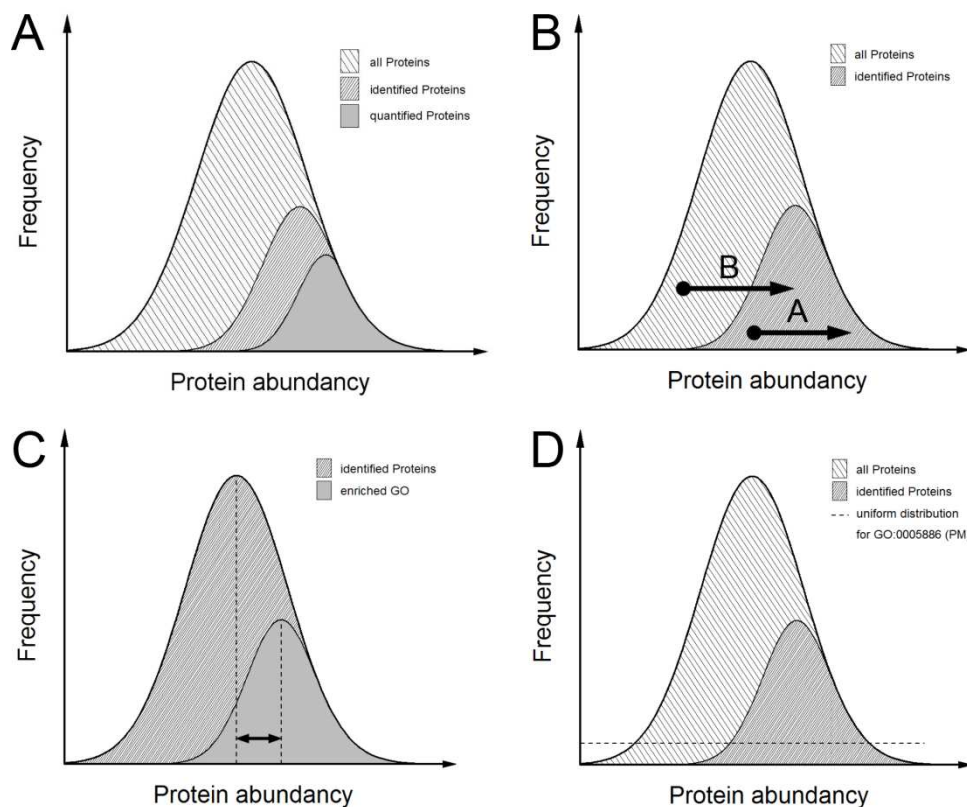 A
Frequency
all Proteins
identified Proteins
quantified Proteins
Protein abundancy
B
Frequency
all Proteins
identified Proteins
B
A
Protein abundancy
C
Frequency
identified Proteins
enriched GO
Protein abundancy
D
Frequency
all Proteins
identified Proteins
uniform distribution
for GO:0005886 (PM
Protein abundancy